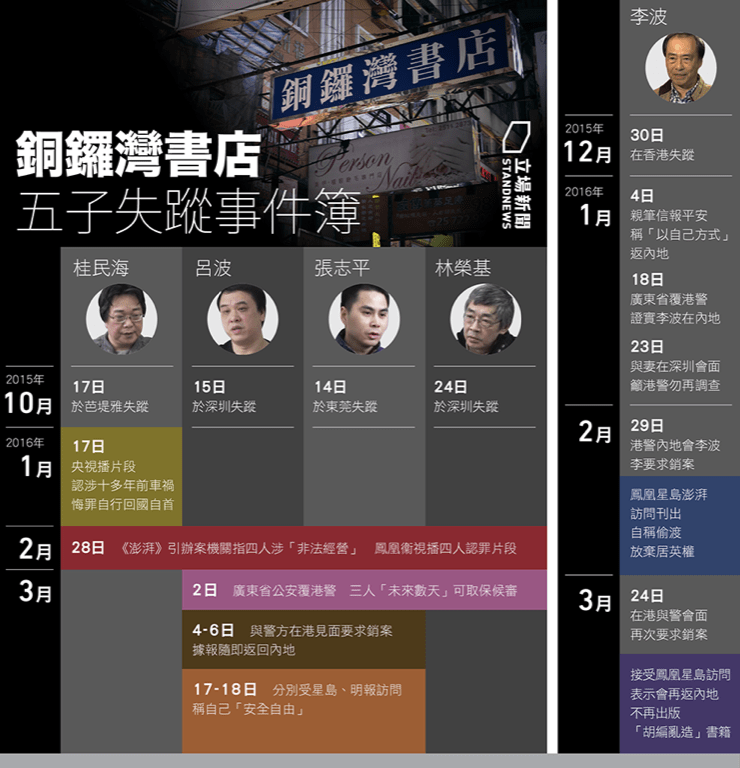 銅鑼灣書店
Person
Nail
銅鑼灣書店
五子失蹤事件簿
立場新聞
STANDNEWS
桂民海
呂波
張志平
林榮基
2015年
10月
17日
於芭堤雅失蹤
15日
於深圳失蹤
14日
於東莞失蹤
24日
於深圳失蹤
2016年
1月
17日
央視播片段
認涉十多年前車禍
悔罪自行回國自首
2月
28日 《澎湃》引辦案機關指四人涉「非法經營」 鳳凰衞視播四人認罪片段
3月
2日 廣東省公安覆港警 三人「未來數天」可取保候審
4-6日 與警方在港見面要求銷案
據報隨即返回內地
17-18日 分別受星島、明報訪問
稱自己「安全自由」
李波
2015年
12月
30日
在香港失蹤
2016年
1月
4日
親筆信報平安
稱「以自己方式」
返內地
18日
廣東省覆港警
證實李波在內地
23日
與妻在深圳會面
籲港警勿再調查
2月
29日
港警內地會李波
李要求銷案
鳳凰星島澎湃
訪問刊出
自稱偷渡
放棄居英權
3月
24日
在港與警會面
再次要求銷案
接受鳳凰星島訪問
表示會再返內地
不再出版
「胡編亂造」書籍